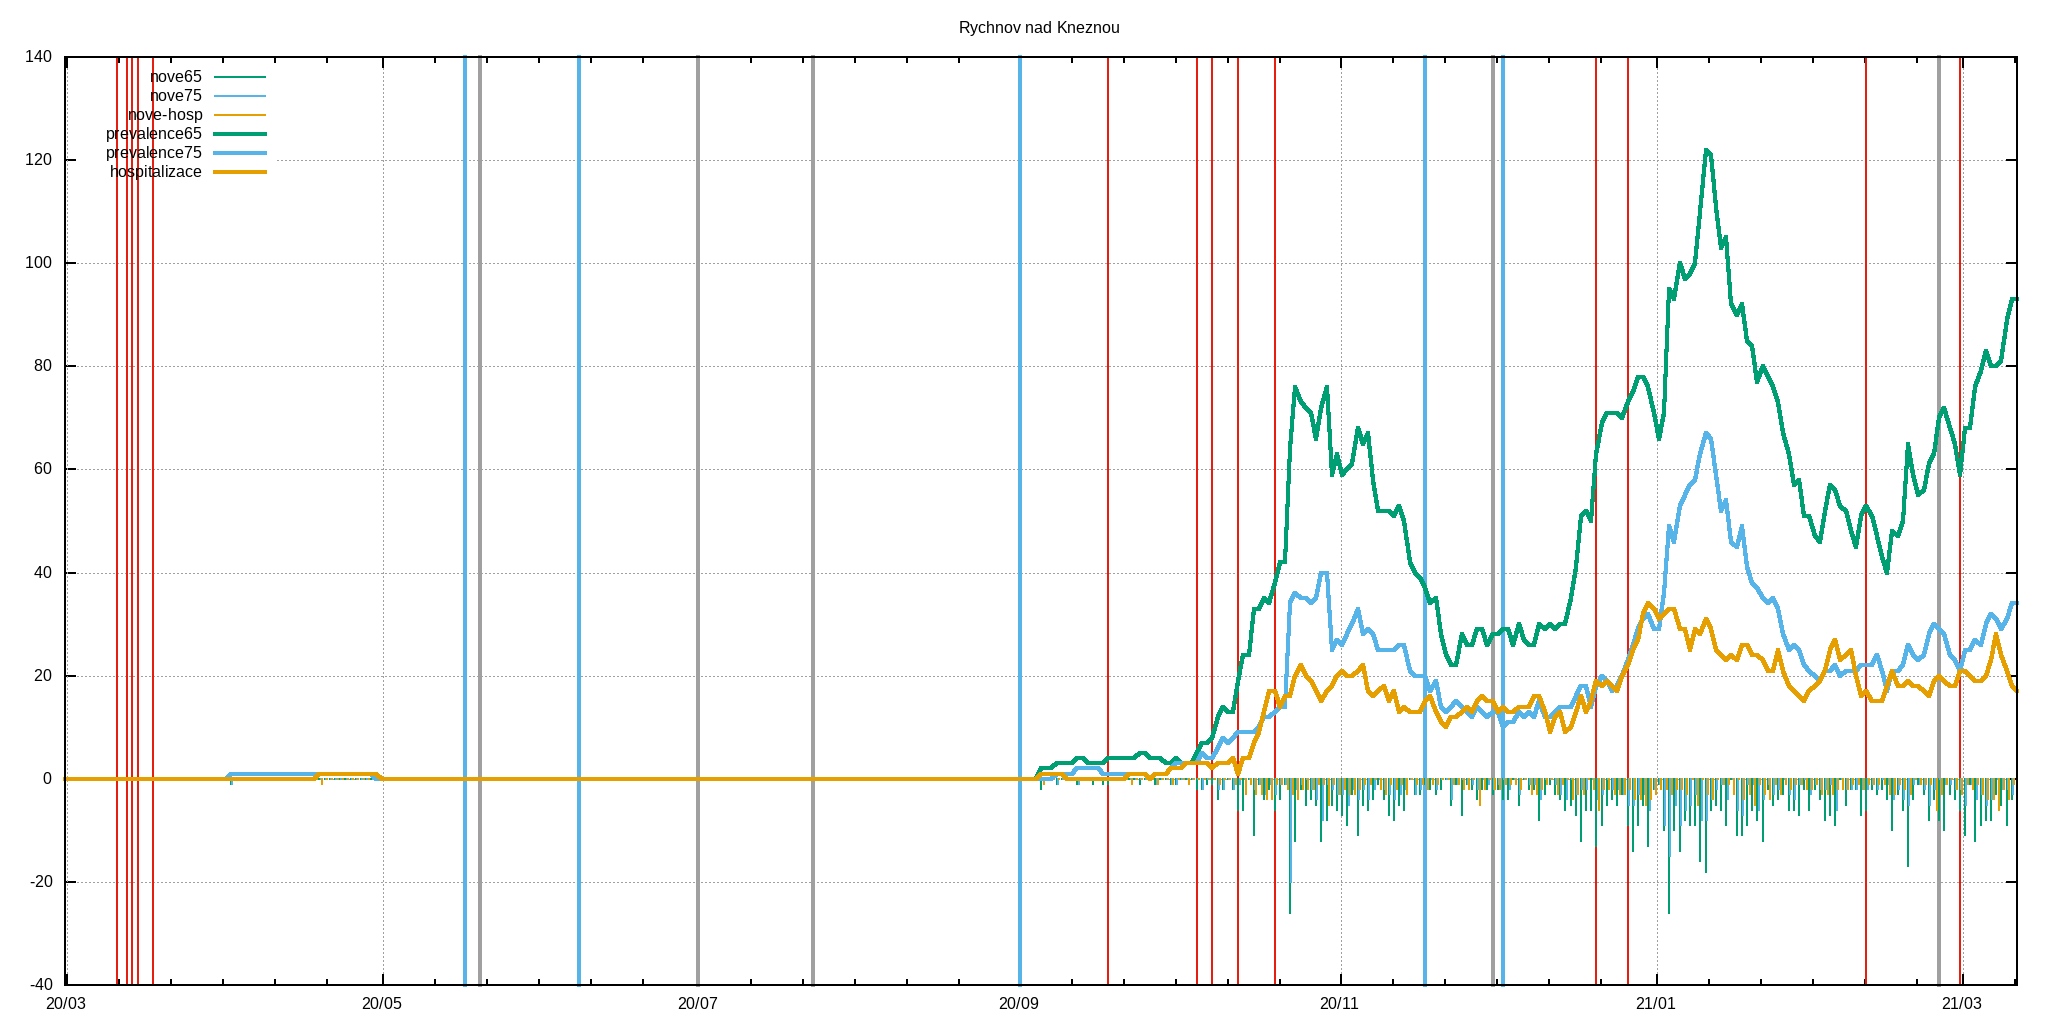 Rychnov nad Kneznou
140
120
100
80
60
40
20
0
-20
-40
nove65
nove75
nove-hosp
prevalence65
prevalence75
hospitalizace
20/03 20/05 20/07 20/09 20/11 21/01 21/03